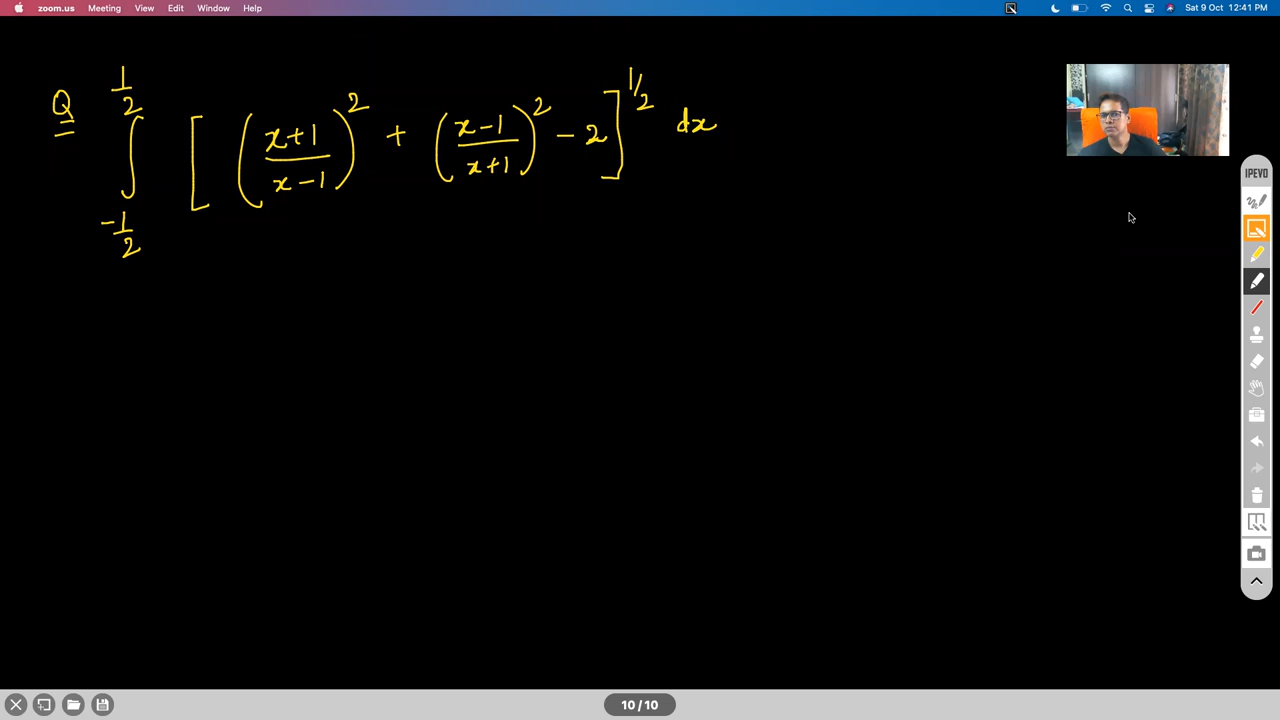 zoom.us Meeting View Edit Window Help Sat 9 Oct 12:41 PM
Q ∫_{-1/2}^{1/2} [ ( (x+1)/(x-1) )^2 + ( (x-1)/(x+1) )^2 - 2 ]^{1/2} dx
IPEVO
10/10